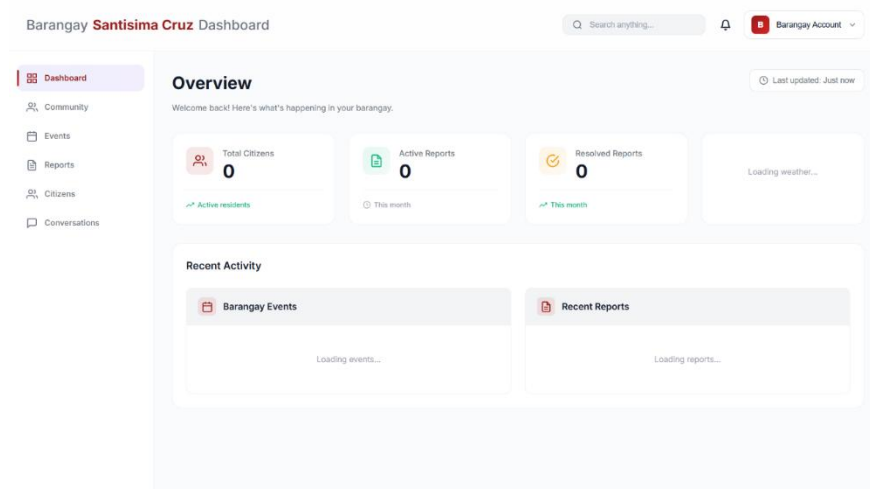 Barangay Santisima Cruz Dashboard
Search anything...
B
Barangay Account
Dashboard
Community
Events
Reports
Citizens
Conversations
Overview
Last updated: Just now
Welcome back! Here's what's happening in your barangay.
Total Citizens
0
Active residents
Active Reports
0
This month
Resolved Reports
0
This month
Loading weather...
Recent Activity
Barangay Events
Loading events...
Recent Reports
Loading reports...